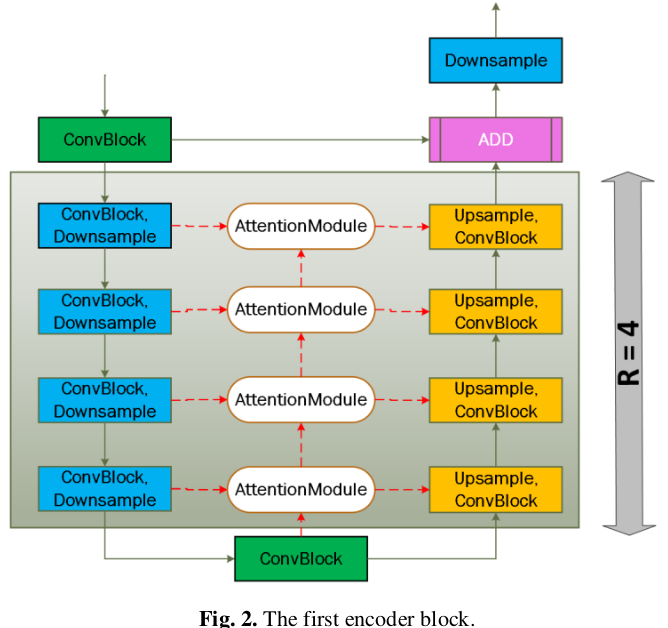 Downsample
ConvBlock
ADD
ConvBlock,
Downsample
AttentionModule
Upsample,
ConvBlock
ConvBlock,
Downsample
AttentionModule
Upsample,
ConvBlock
ConvBlock,
Downsample
AttentionModule
Upsample,
ConvBlock
ConvBlock,
Downsample
AttentionModule
Upsample,
ConvBlock
R = 4
ConvBlock
Fig. 2. The first encoder block.